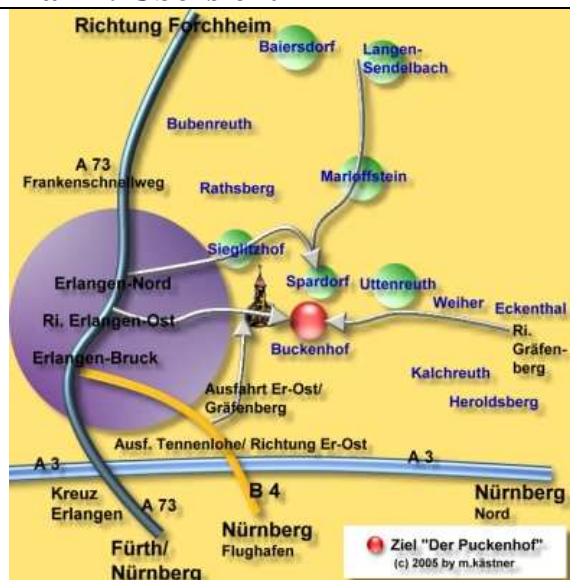 Richtung Forchheim
Baiersdorf
Langen-
Sendelbach
Bubenreuth
A 73
Frankenschnellweg
Rathsberg
Marloffstein
Sieglitzhof
Erlangen-Nord
Spardorf
Uttenreuth
Weiher
Eckenthal
Ri. Erlangen-Ost
Ri.
Gräfen-
berg
Buckenhof
Erlangen-Bruck
Kalchreuth
Ausfahrt Er-Ost/
Gräfenberg
Heroldsberg
Ausf. Tennenlohe/ Richtung Er-Ost
A 3
A 3
Kreuz
Erlangen
A 73
B 4
Nürnberg
Nord
Nürnberg
Flughafen
Fürth/
Nürnberg
Ziel "Der Puckenhof"
(c) 2005 by m.kästner